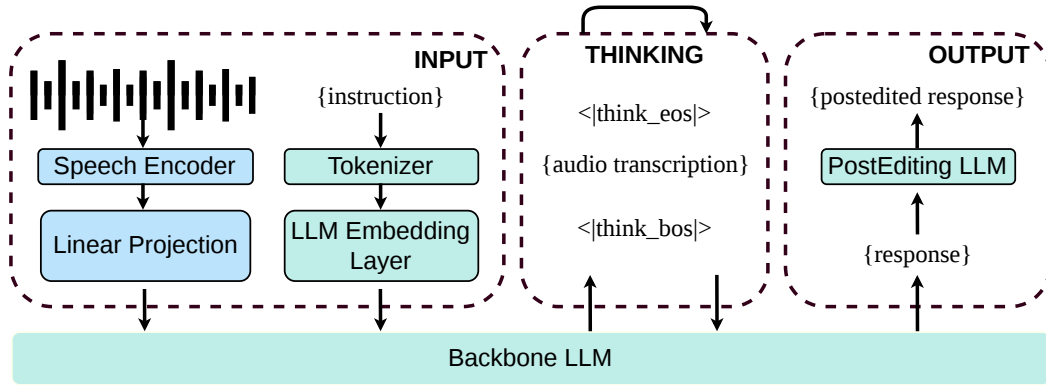 INPUT
{instruction}
Speech Encoder
Tokenizer
Linear Projection
LLM Embedding
Layer
THINKING
<|think_eos|>
{audio transcription}
<|think_bos|>
OUTPUT
{postedited response}
PostEditing LLM
{response}
Backbone LLM